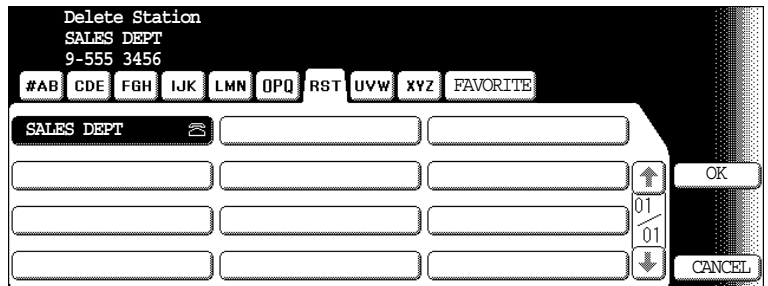 Delete Station
SALES DEPT
9-555 3456
#AB CDE FGH IJK LMN OPQ RST UVW XYZ FAVORITE
SALES DEPT
OK
01
01
CANCEL